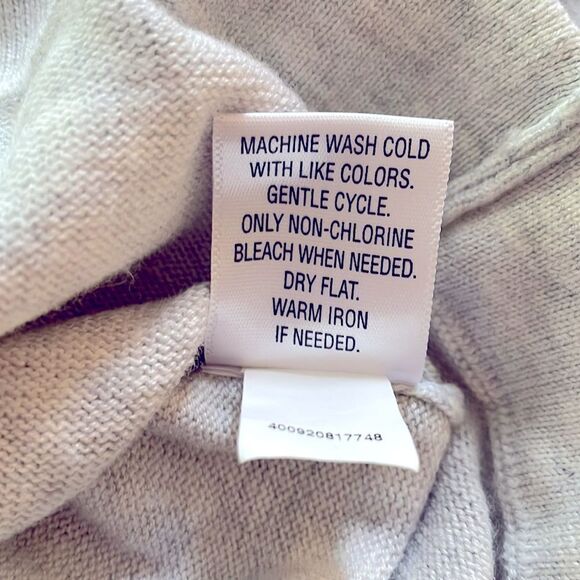 MACHINE WASH COLD
WITH LIKE COLORS.
GENTLE CYCLE.
ONLY NON-CHLORINE
BLEACH WHEN NEEDED.
DRY FLAT.
WARM IRON
IF NEEDED.
400920817748